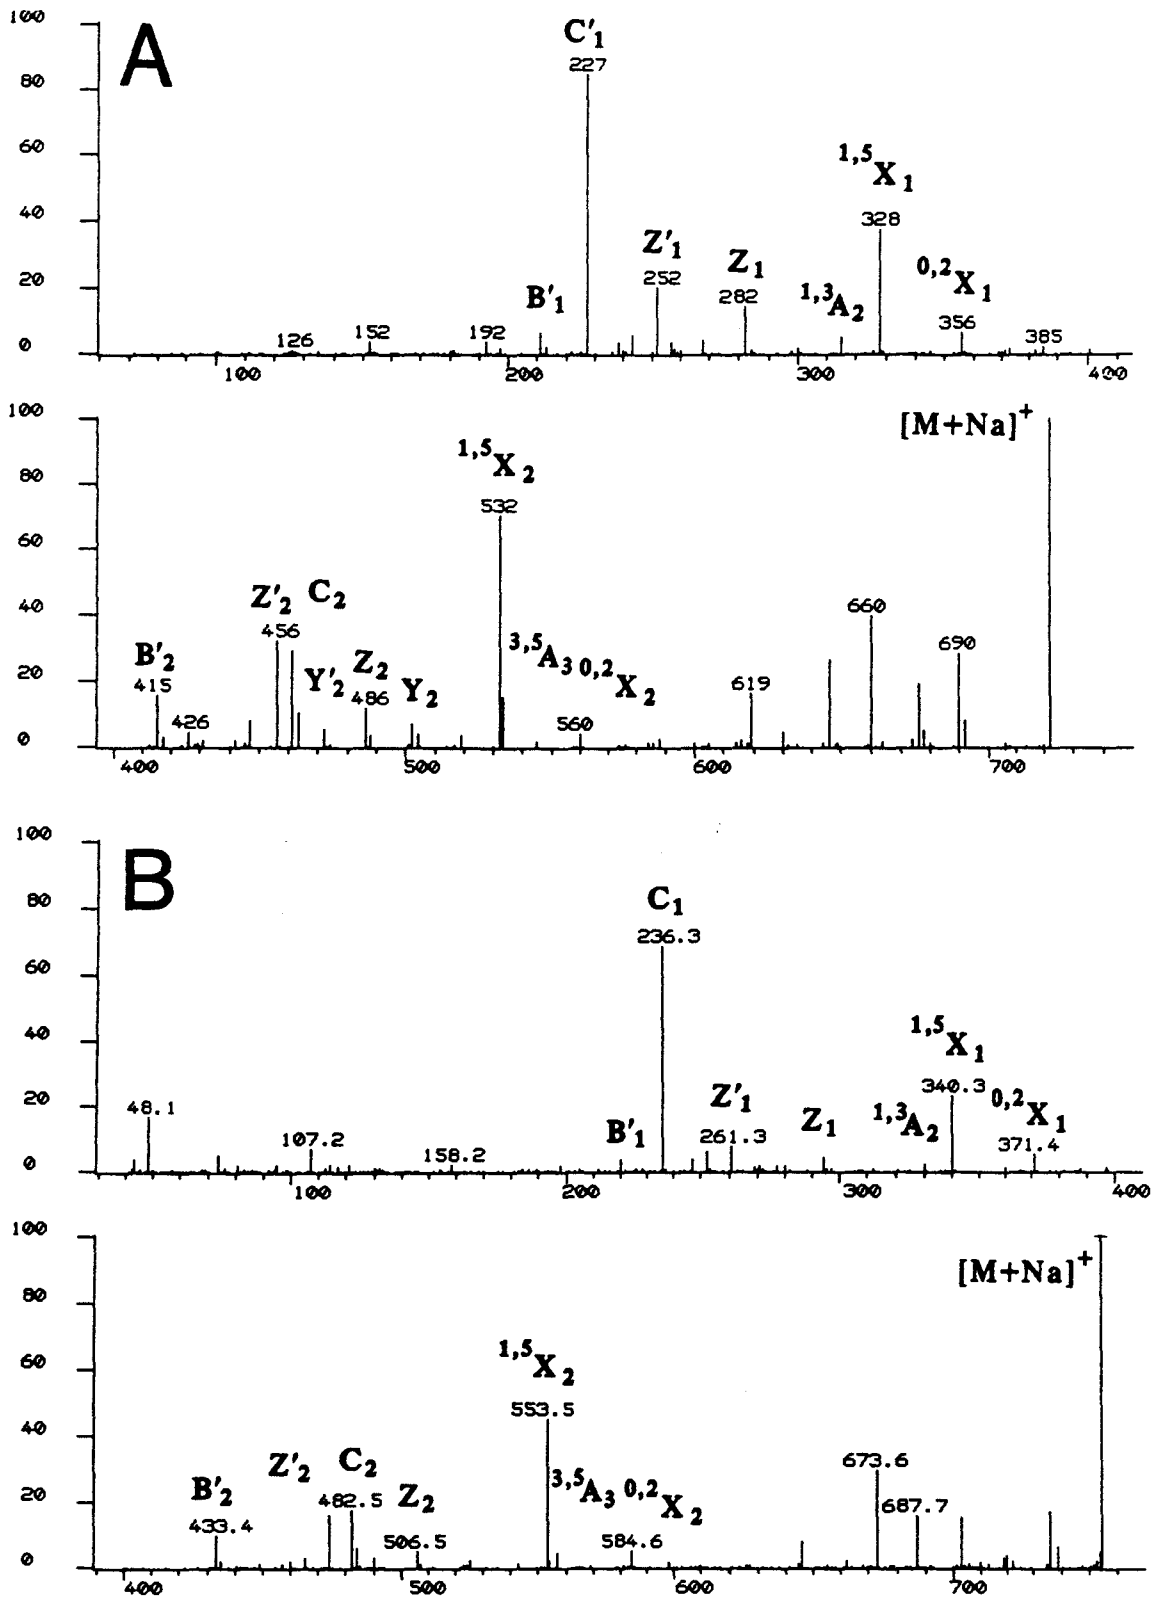 A
100
80
60
40
20
0
C'₁
227
¹,⁵X₁
328
Z'₁
252
Z₁
282
⁰,²X₁
356
B'₁
¹,³A₂
126
152
192
385
100
200
300
400
100
80
60
40
20
0
[M+Na]⁺
¹,⁵X₂
532
Z'₂ C₂
456
B'₂
415
Y'₂
Z₂
486
Y₂
³,⁵A₃ ⁰,²X₂
426
560
619
660
690
400
500
600
700
B
100
80
60
40
20
0
C₁
236.3
¹,⁵X₁
340.3
Z'₁
261.3
⁰,²X₁
371.4
B'₁
Z₁
¹,³A₂
48.1
107.2
158.2
100
200
300
400
100
80
60
40
20
0
[M+Na]⁺
¹,⁵X₂
553.5
Z'₂
C₂
482.5
B'₂
433.4
Z₂
506.5
³,⁵A₃ ⁰,²X₂
584.6
673.6
687.7
400
500
600
700